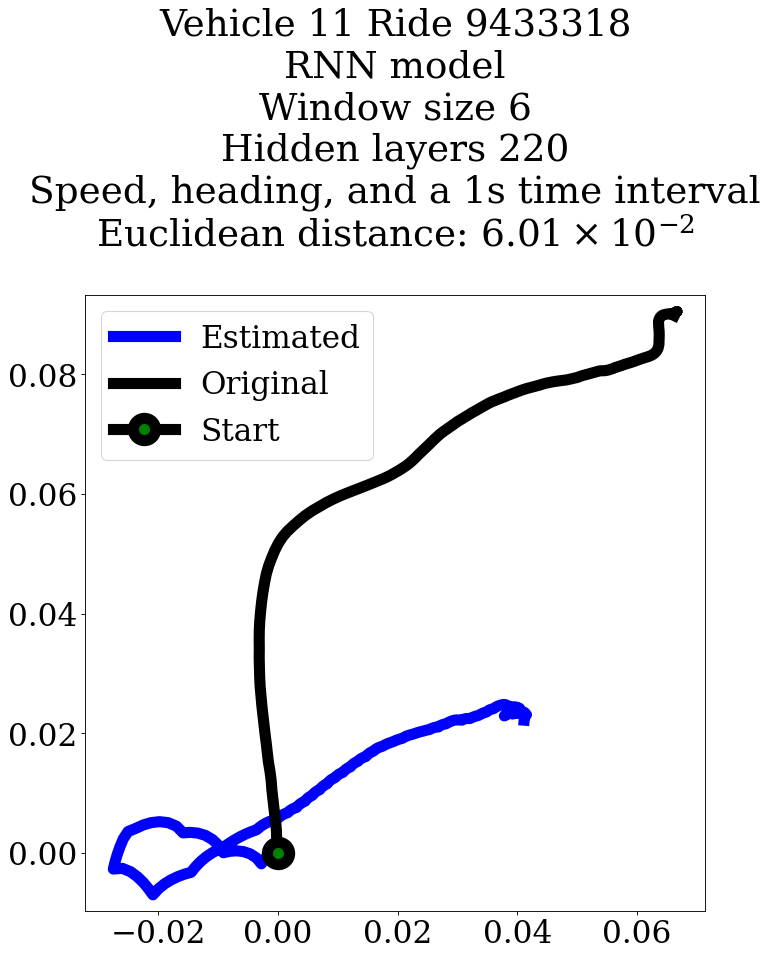 Vehicle 11 Ride 9433318
RNN model
Window size 6
Hidden layers 220
Speed, heading, and a 1s time interval
Euclidean distance: 6.01 × 10⁻²
Estimated
Original
Start
0.08
0.06
0.04
0.02
0.00
−0.02 0.00 0.02 0.04 0.06